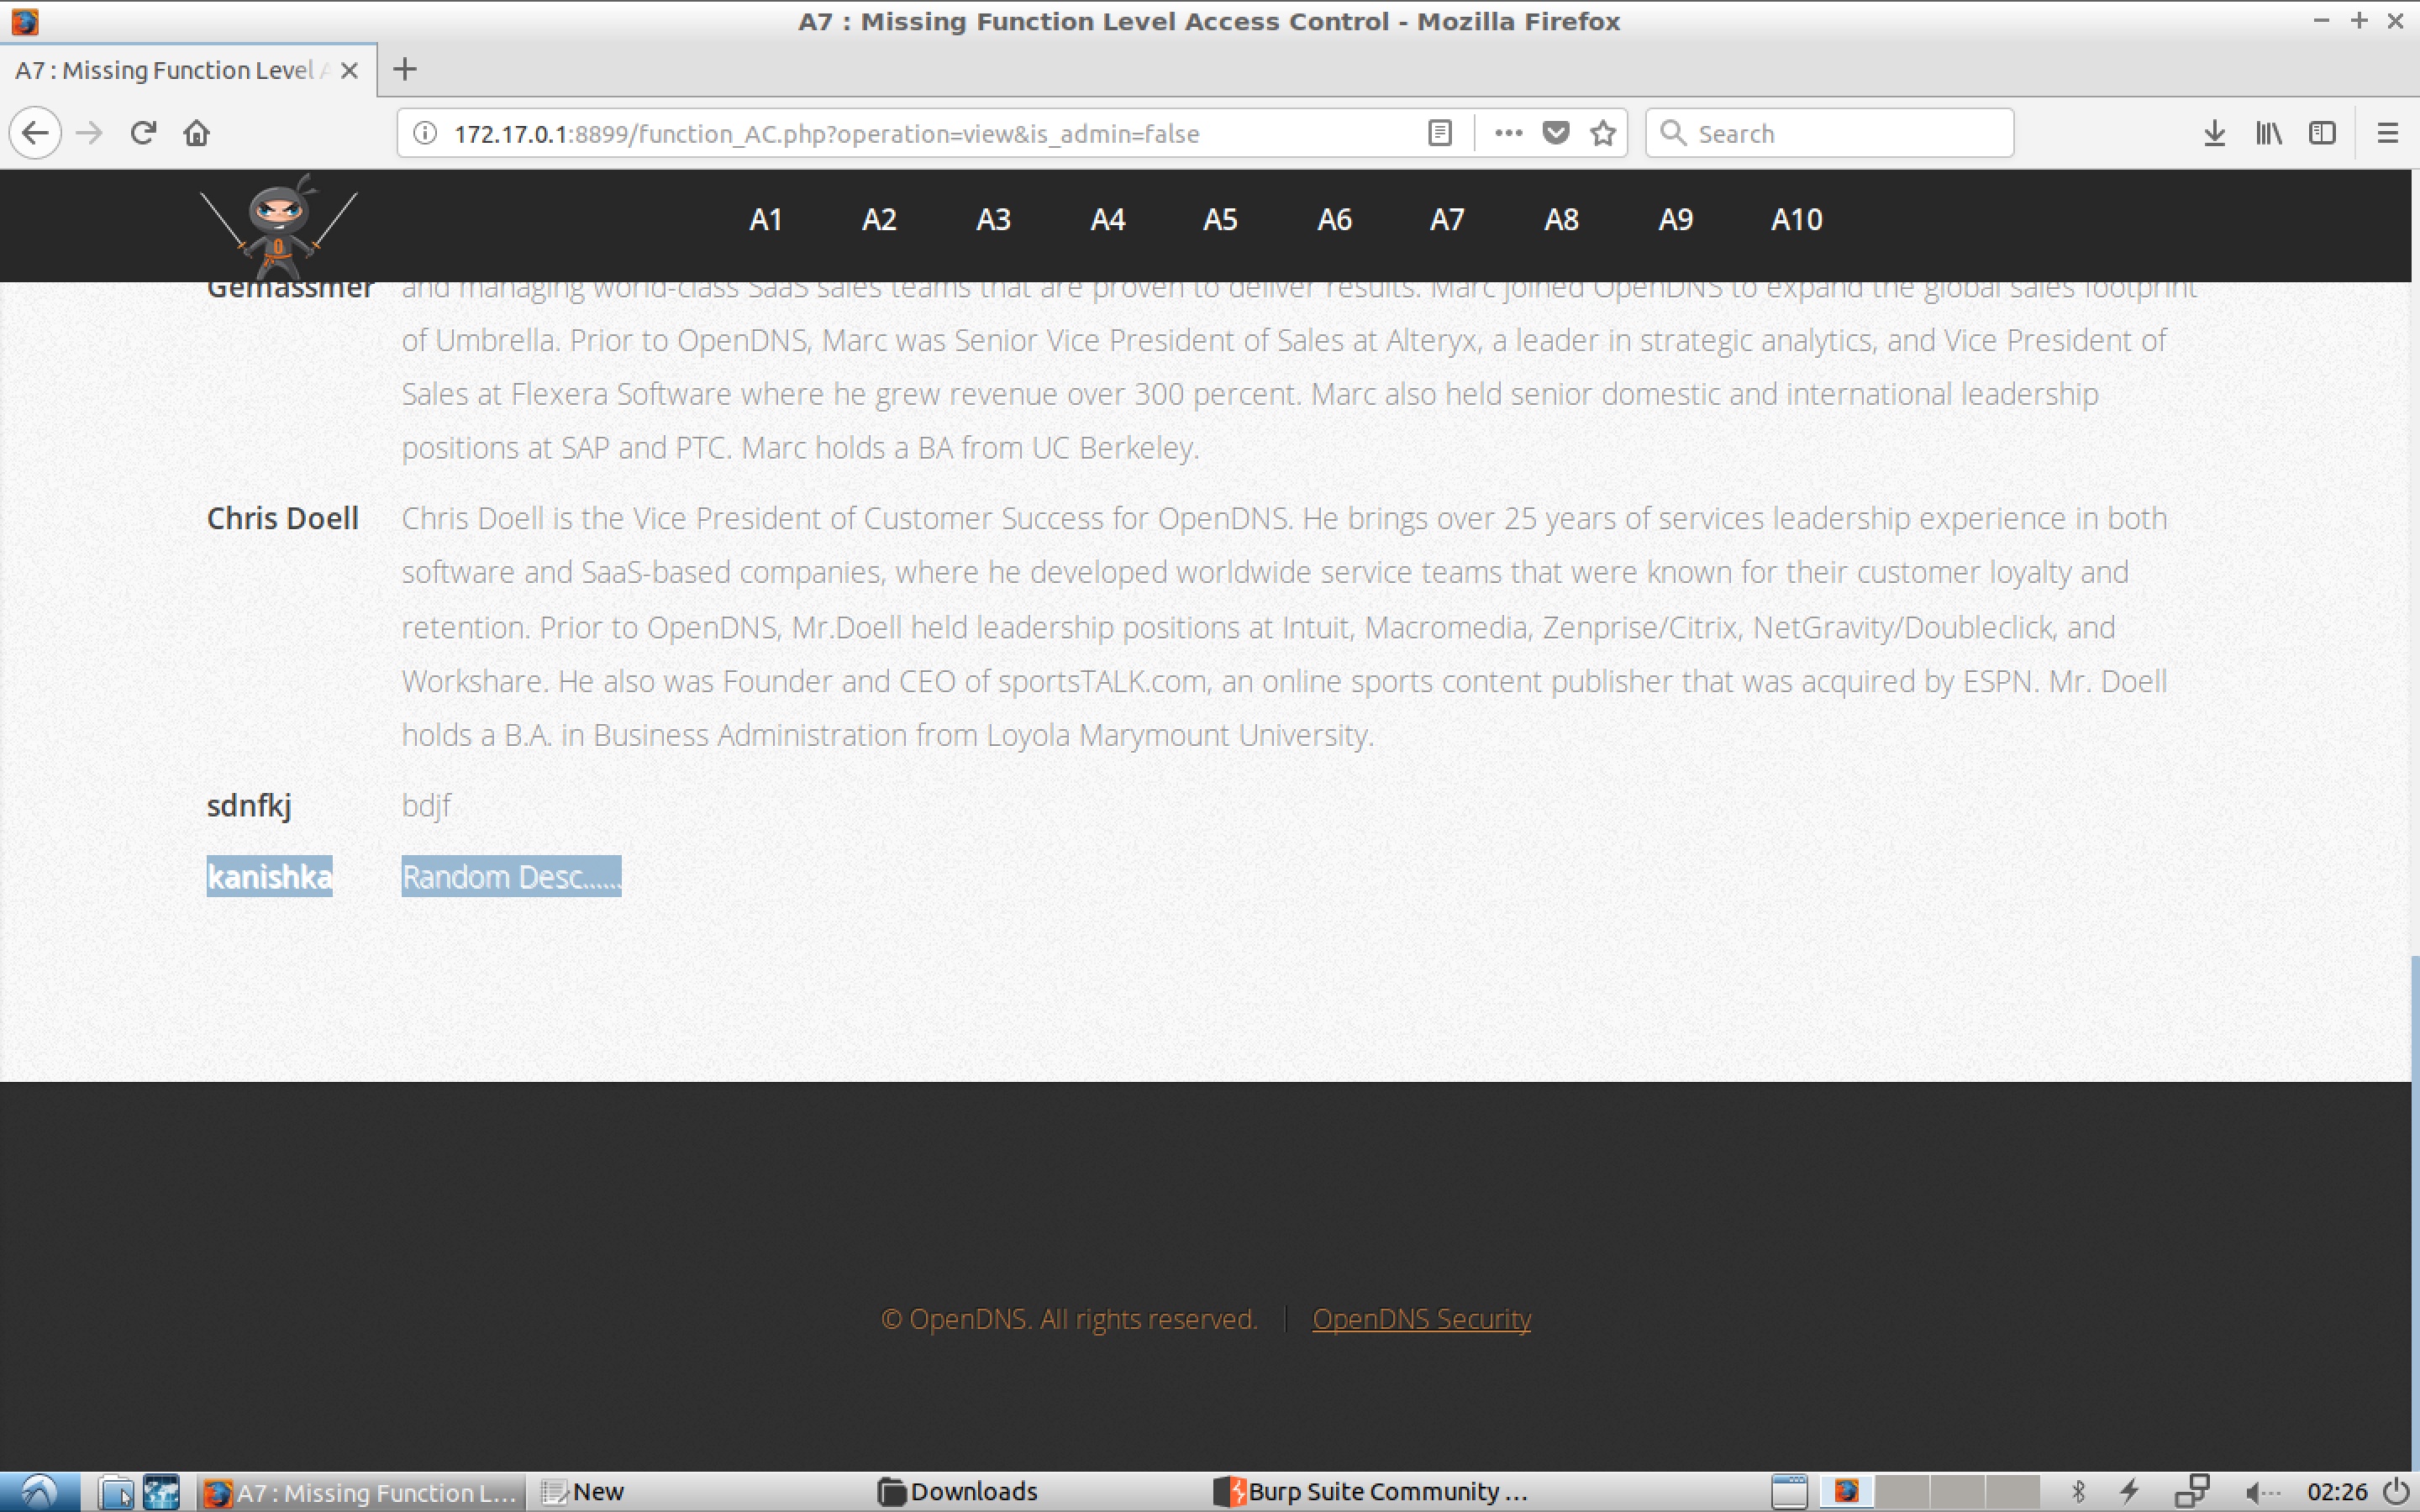 A7 : Missing Function Level Access Control - Mozilla Firefox
A7 : Missing Function Level A
172.17.0.1:8899/function_AC.php?operation=view&is_admin=false
Search
A1 A2 A3 A4 A5 A6 A7 A8 A9 A10
Gemassmer and managing world-class SaaS sales teams that are proven to deliver results. Marc joined OpenDNS to expand the global sales footprint
of Umbrella. Prior to OpenDNS, Marc was Senior Vice President of Sales at Alteryx, a leader in strategic analytics, and Vice President of
Sales at Flexera Software where he grew revenue over 300 percent. Marc also held senior domestic and international leadership
positions at SAP and PTC. Marc holds a BA from UC Berkeley.
Chris Doell Chris Doell is the Vice President of Customer Success for OpenDNS. He brings over 25 years of services leadership experience in both
software and SaaS-based companies, where he developed worldwide service teams that were known for their customer loyalty and
retention. Prior to OpenDNS, Mr.Doell held leadership positions at Intuit, Macromedia, Zenprise/Citrix, NetGravity/Doubleclick, and
Workshare. He also was Founder and CEO of sportsTALK.com, an online sports content publisher that was acquired by ESPN. Mr. Doell
holds a B.A. in Business Administration from Loyola Marymount University.
sdnfkj bdjf
kanishka Random Desc......
© OpenDNS. All rights reserved. | OpenDNS Security
A7 : Missing Function L... New Downloads Burp Suite Community ... 02:26